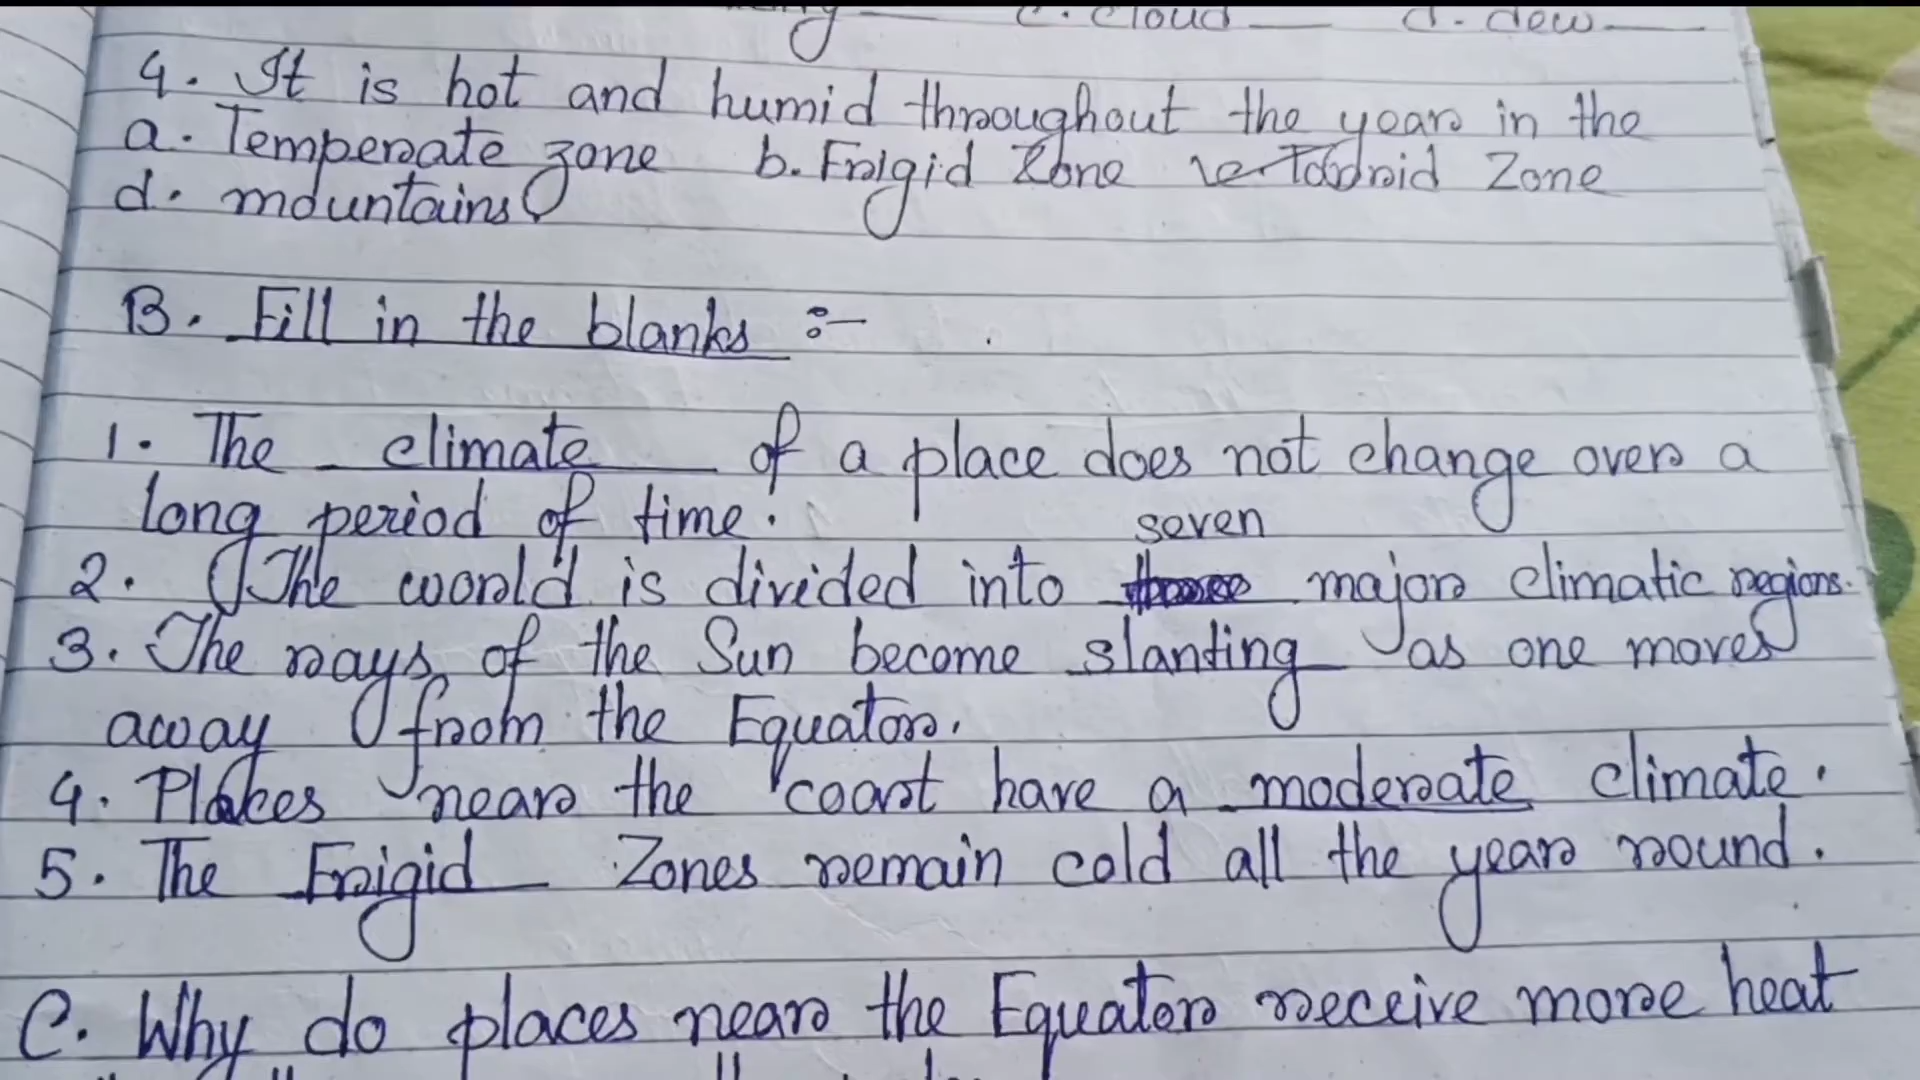 c. cloud d. dew
4. It is hot and humid throughout the year in the
a. Temperate zone b. Frigid Zone c. Torrid Zone
d. mountains
B. Fill in the blanks :-
1. The climate of a place does not change over a
long period of time.
seven
2. The world is divided into three major climatic regions.
3. The rays of the Sun become slanting as one moves
away from the Equator.
4. Places near the coast have a moderate climate.
5. The Frigid Zones remain cold all the year round.
C. Why do places near the Equator receive more heat